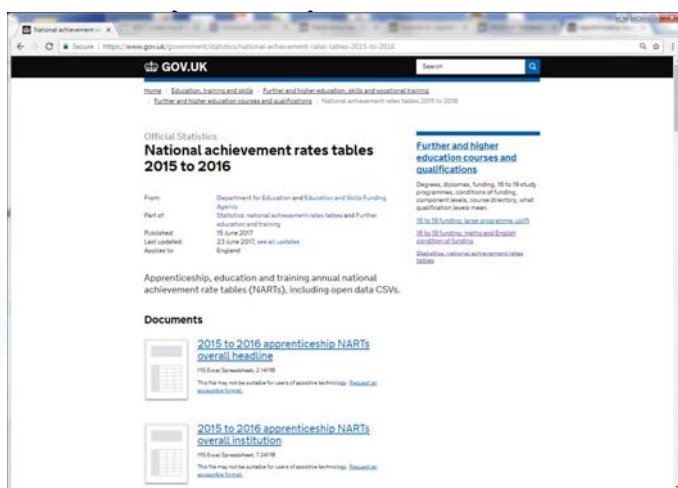 National achievement
Secure https://www.gov.uk/government/statistics/national-achievement-rates-tables-2015-to-2016
GOV.UK
Search
Home Education, training and skills Further and higher education, skills and vocational training
Further and higher education courses and qualifications National achievement rates tables 2015 to 2016
Official Statistics
National achievement rates tables
2015 to 2016
From: Department for Education and Education and Skills Funding
Agency
Part of: Statistics: national achievement rates tables and Further
education and training
Published: 15 June 2017
Last updated: 23 June 2017, see all updates
Applies to: England
Apprenticeship, education and training annual national
achievement rate tables (NARTs), including open data CSVs.
Documents
2015 to 2016 apprenticeship NARTs
overall headline
MS Excel Spreadsheet, 2.14MB
This file may not be suitable for users of assistive technology. Request an
accessible format.
2015 to 2016 apprenticeship NARTs
overall institution
MS Excel Spreadsheet, 7.24MB
This file may not be suitable for users of assistive technology. Request an
accessible format.
Further and higher
education courses and
qualifications
Degrees, diplomas, funding, 16 to 19 study
programmes, conditions of funding,
component levels, course directory, what
qualification levels mean.
16 to 19 funding: large programme uplift
16 to 19 funding: maths and English
condition of funding
Statistics: national achievement rates
tables